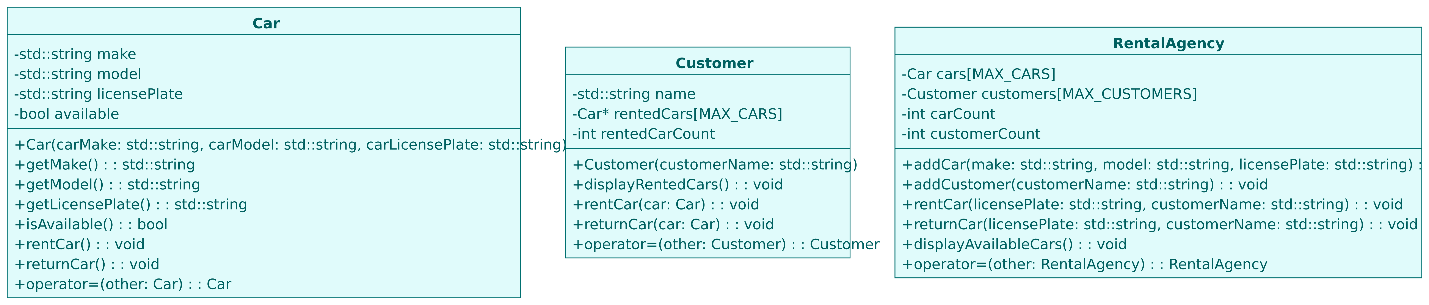 Car
-std::string make
-std::string model
-std::string licensePlate
-bool available
+Car(carMake: std::string, carModel: std::string, carLicensePlate: std::string)
+getMake() : : std::string
+getModel() : : std::string
+getLicensePlate() : : std::string
+isAvailable() : : bool
+rentCar() : : void
+returnCar() : : void
+operator=(other: Car) : : Car
Customer
-std::string name
-Car* rentedCars[MAX_CARS]
-int rentedCarCount
+Customer(customerName: std::string)
+displayRentedCars() : : void
+rentCar(car: Car) : : void
+returnCar(car: Car) : : void
+operator=(other: Customer) : : Customer
RentalAgency
-Car cars[MAX_CARS]
-Customer customers[MAX_CUSTOMERS]
-int carCount
-int customerCount
+addCar(make: std::string, model: std::string, licensePlate: std::string) :
+addCustomer(customerName: std::string) : : void
+rentCar(licensePlate: std::string, customerName: std::string) : : void
+returnCar(licensePlate: std::string, customerName: std::string) : : void
+displayAvailableCars() : : void
+operator=(other: RentalAgency) : : RentalAgency